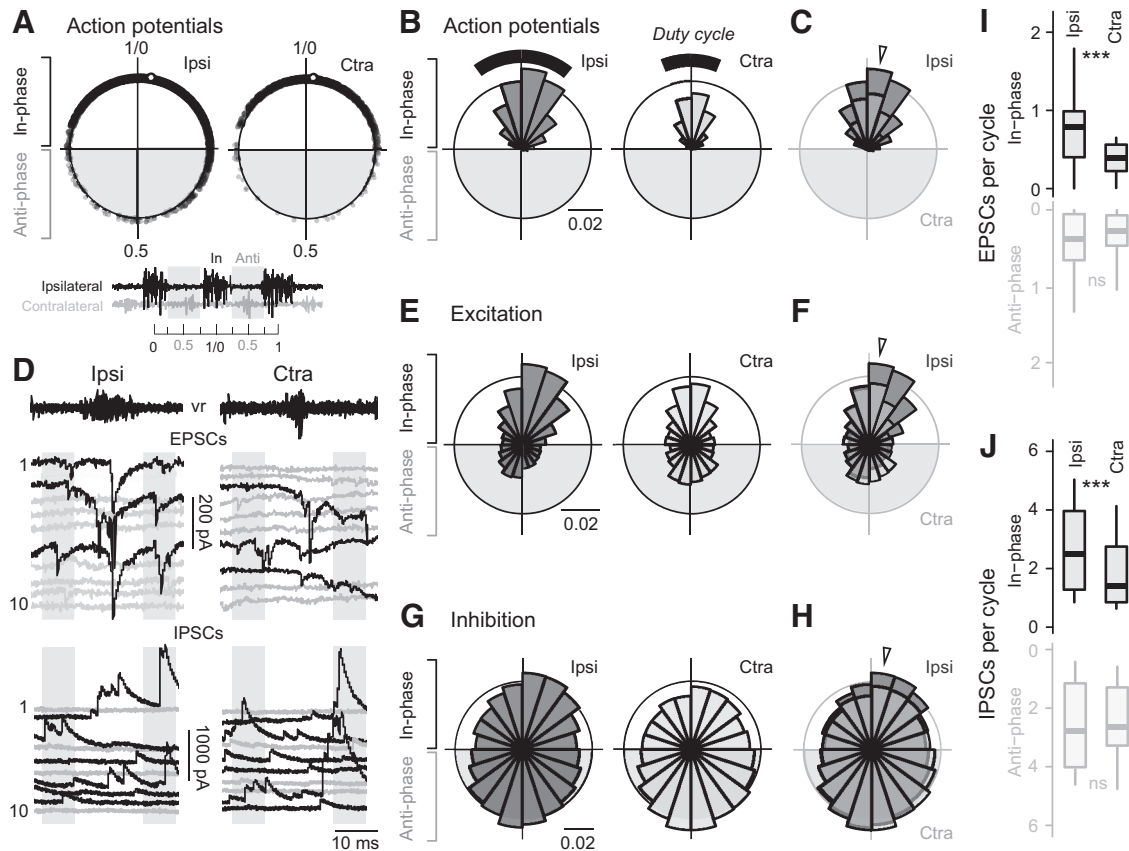 A Action potentials
1/0
Ipsi
1/0
Ctra
In-phase
Anti-phase
0.5
0.5
In Anti
Ipsilateral
Contralateral
0 0.5 1/0 0.5 1
B Action potentials
Ipsi
Duty cycle
Ctra
In-phase
Anti-phase
0.02
C
Ipsi
Ctra
D
Ipsi
Ctra
vr
EPSCs
1
10
200 pA
IPSCs
1
10
1000 pA
10 ms
E Excitation
Ipsi
Ctra
In-phase
Anti-phase
0.02
F
Ipsi
Ctra
G Inhibition
Ipsi
Ctra
In-phase
Anti-phase
0.02
H
Ipsi
Ctra
I
Ipsi
Ctra
***
2
1
0
In−phase
EPSCs per cycle
0
1
2
Anti−phase
ns
J
Ipsi
Ctra
***
6
4
2
0
In−phase
IPSCs per cycle
0
2
4
6
Anti−phase
ns